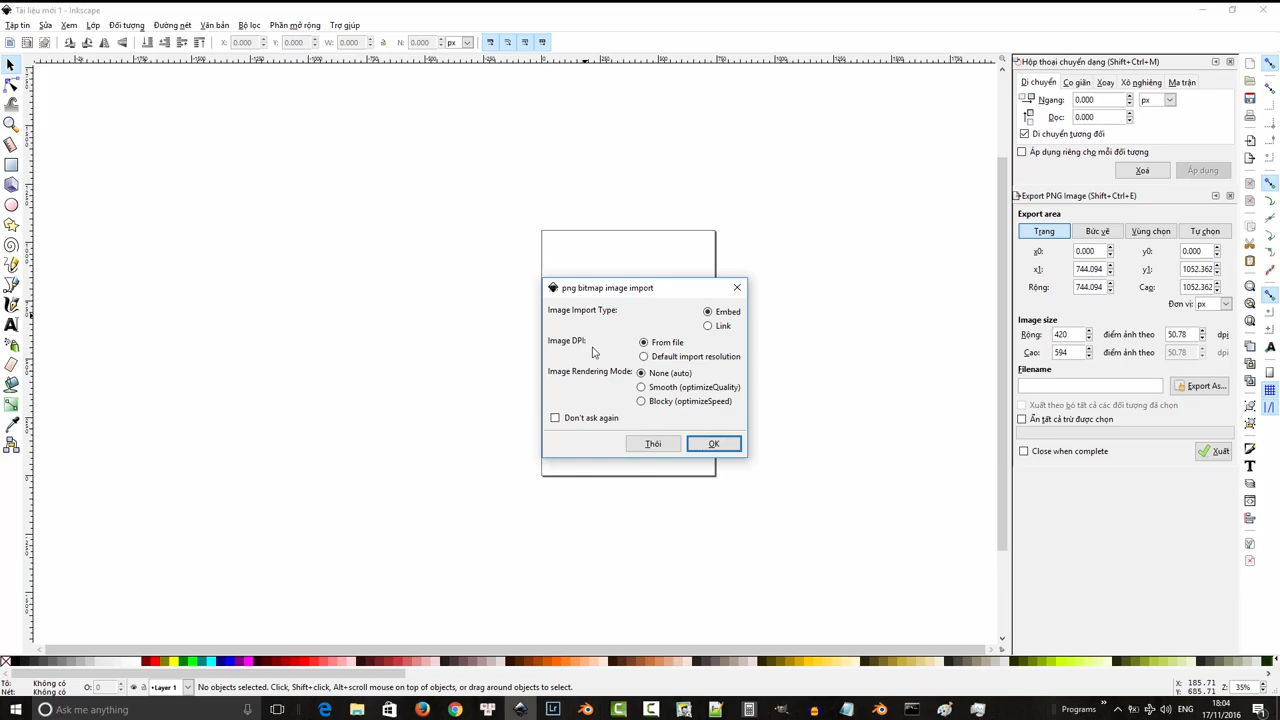 Tài liệu mới 1 - Inkscape
Tập tin Sửa Xem Lớp Đối tượng Đường nét Văn bản Bộ lọc Phần mở rộng Trợ giúp
X: 0.000 Y: 0.000 W: 0.000 N: 0.000 px
Hộp thoại chuyển dạng (Shift+Ctrl+M)
Di chuyển Co giãn Xoay Xô nghiêng Ma trận
Ngang: 0.000 px
Dọc: 0.000
Di chuyển tương đối
Áp dụng riêng cho mỗi đối tượng
Xoá Áp dụng
Export PNG Image (Shift+Ctrl+E)
Export area
Trang Bức vẽ Vùng chọn Tự chọn
x0: 0.000 y0: 0.000
x1: 744.094 y1: 1052.362
Rộng: 744.094 Cao: 1052.362
Đơn vị: px
Image size
Rộng: 420 điểm ảnh theo 50.78 dpi
Cao: 594 điểm ảnh theo 50.78 dpi
Filename
Export As...
Xuất theo bó tất cả các đối tượng đã chọn
Ẩn tất cả trừ được chọn
Close when complete Xuất
png bitmap image import
Image Import Type: Embed
Link
Image DPI: From file
Default import resolution
Image Rendering Mode: None (auto)
Smooth (optimizeQuality)
Blocky (optimizeSpeed)
Don't ask again
Thôi OK
Tô: Không có
Nét: Không có
O: 0 Layer 1 No objects selected. Click, Shift+click, Alt+scroll mouse on top of objects, or drag around objects to select.
X: 185.71
Y: 685.71
Z: 35%
Ask me anything
Programs ENG 18:04
17/11/2016